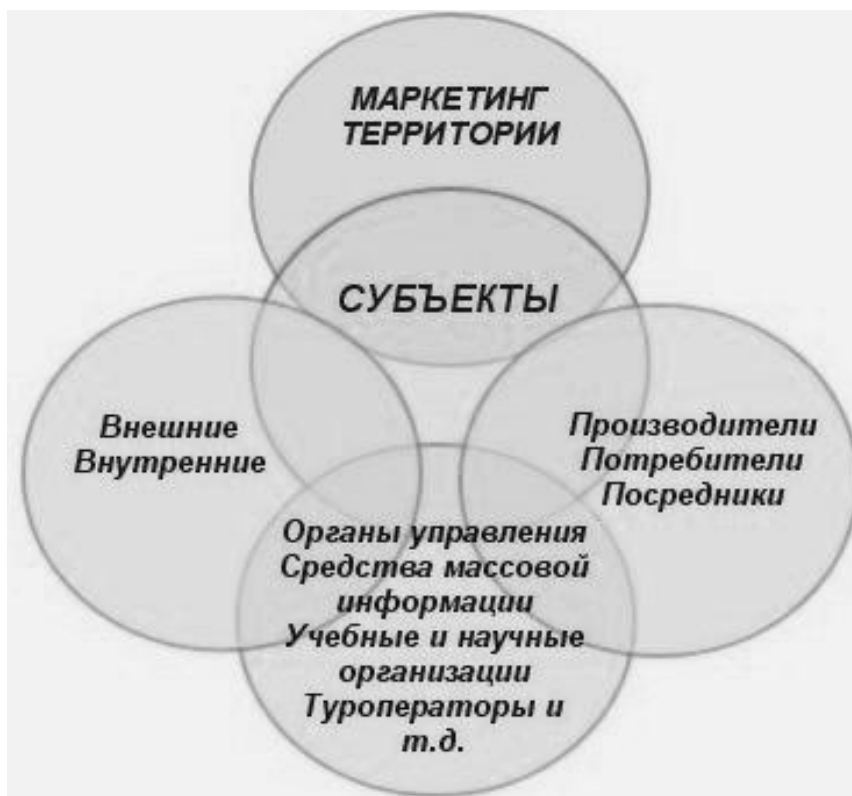 МАРКЕТИНГ
ТЕРРИТОРИИ
СУБЪЕКТЫ
Внешние
Внутренние
Производители
Потребители
Посредники
Органы управления
Средства массовой
информации
Учебные и научные
организации
Туроператоры и
т.д.